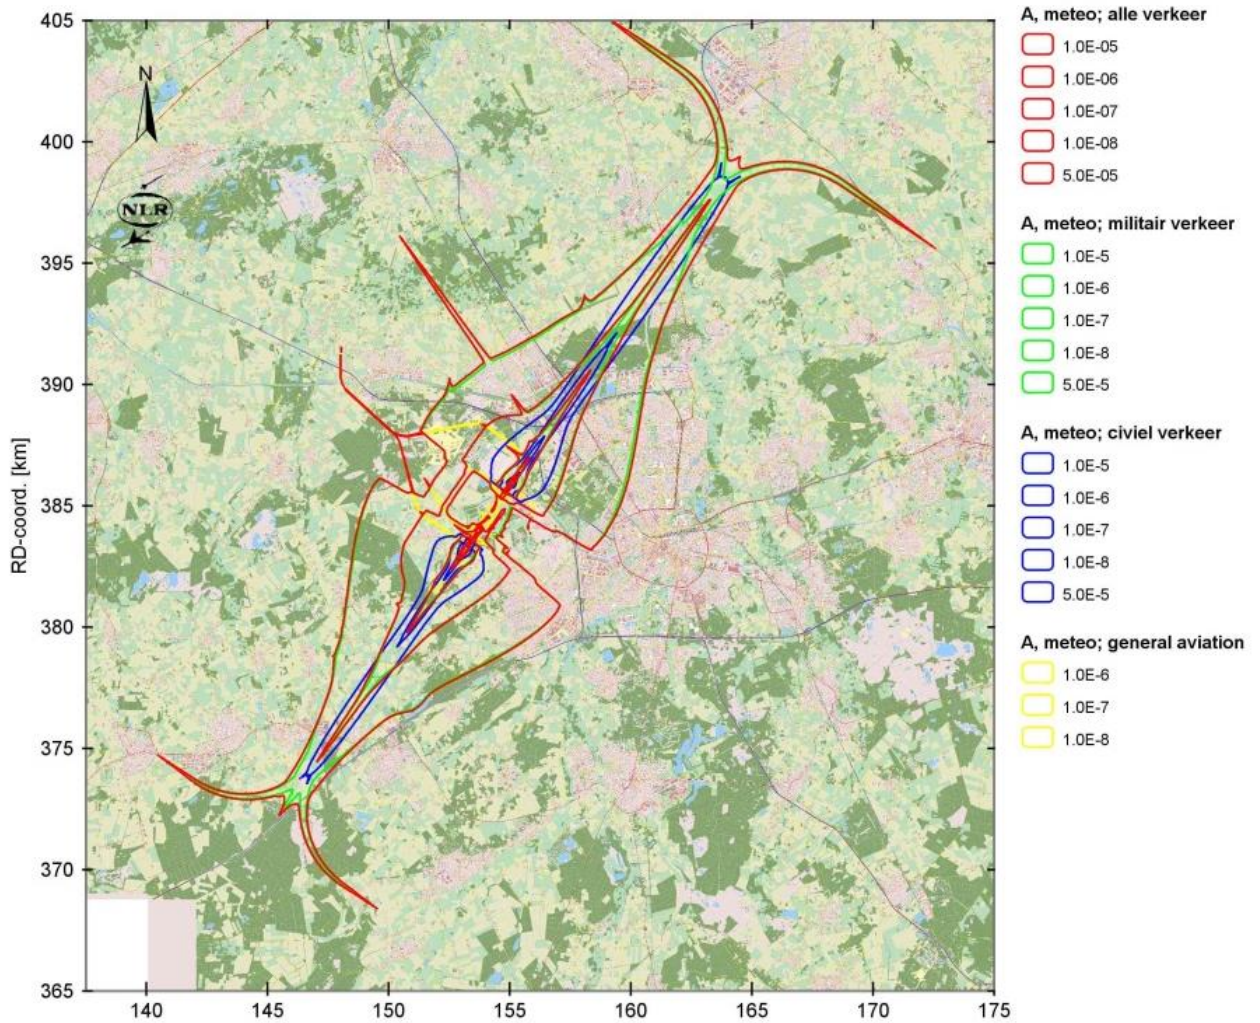 405
400
395
390
385
380
375
370
365
RD-coord. [km]
N
NLR
140
145
150
155
160
165
170
175
A, meteo; alle verkeer
1.0E-05
1.0E-06
1.0E-07
1.0E-08
5.0E-05
A, meteo; militair verkeer
1.0E-5
1.0E-6
1.0E-7
1.0E-8
5.0E-5
A, meteo; civiel verkeer
1.0E-5
1.0E-6
1.0E-7
1.0E-8
5.0E-5
A, meteo; general aviation
1.0E-6
1.0E-7
1.0E-8